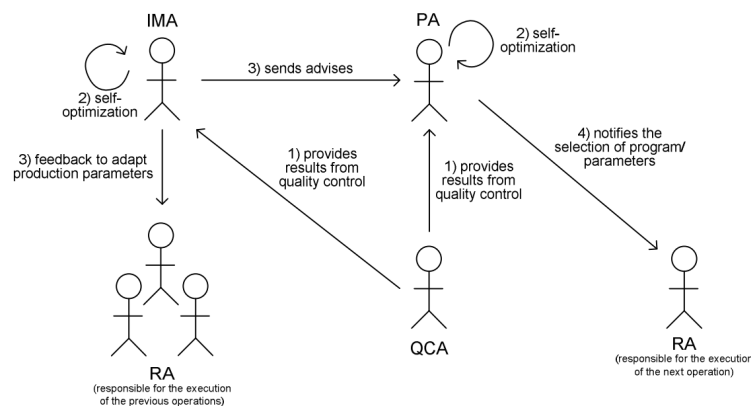 IMA
PA
2) self-
optimization
3) sends advises
2) self-
optimization
4) notifies the
selection of program/
parameters
3) feedback to adapt
production parameters
1) provides
results from
quality control
1) provides
results from
quality control
QCA
RA
(responsible for the execution
of the next operation)
RA
(responsible for the execution
of the previous operations)